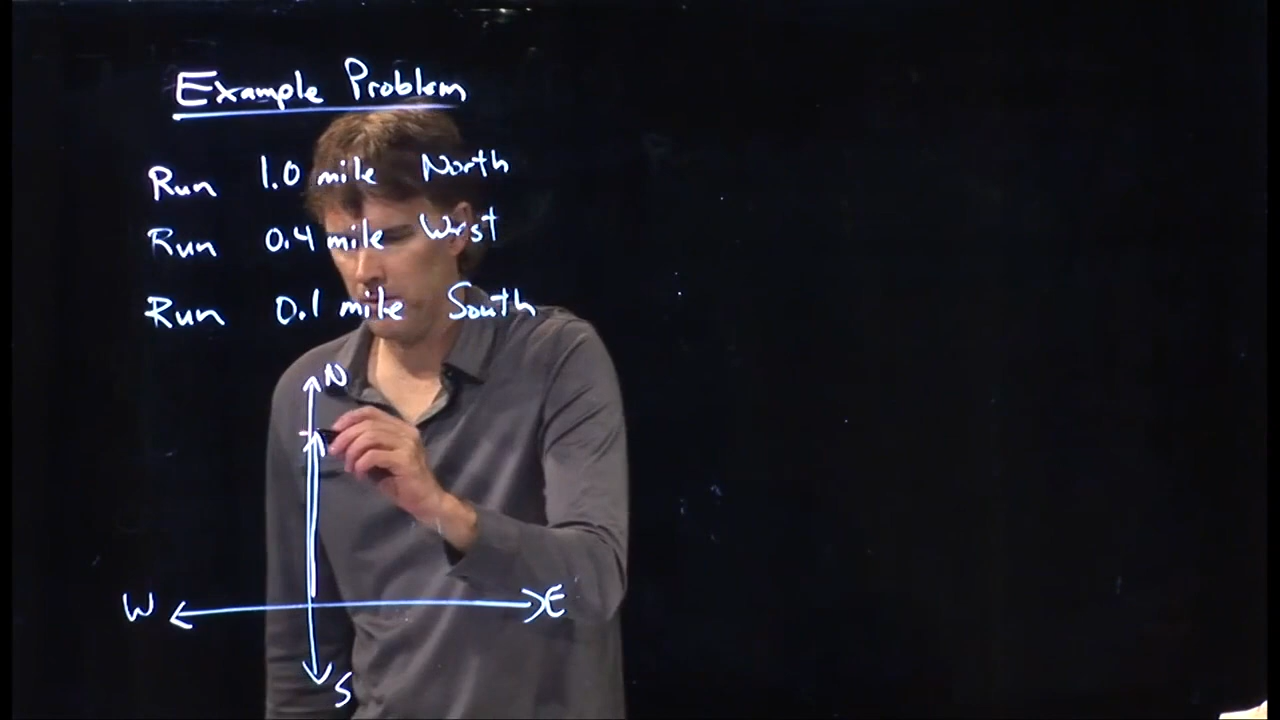 Example Problem
Run 1.0 mile North
Run 0.4 mile West
Run 0.1 mile South
N
W E
S